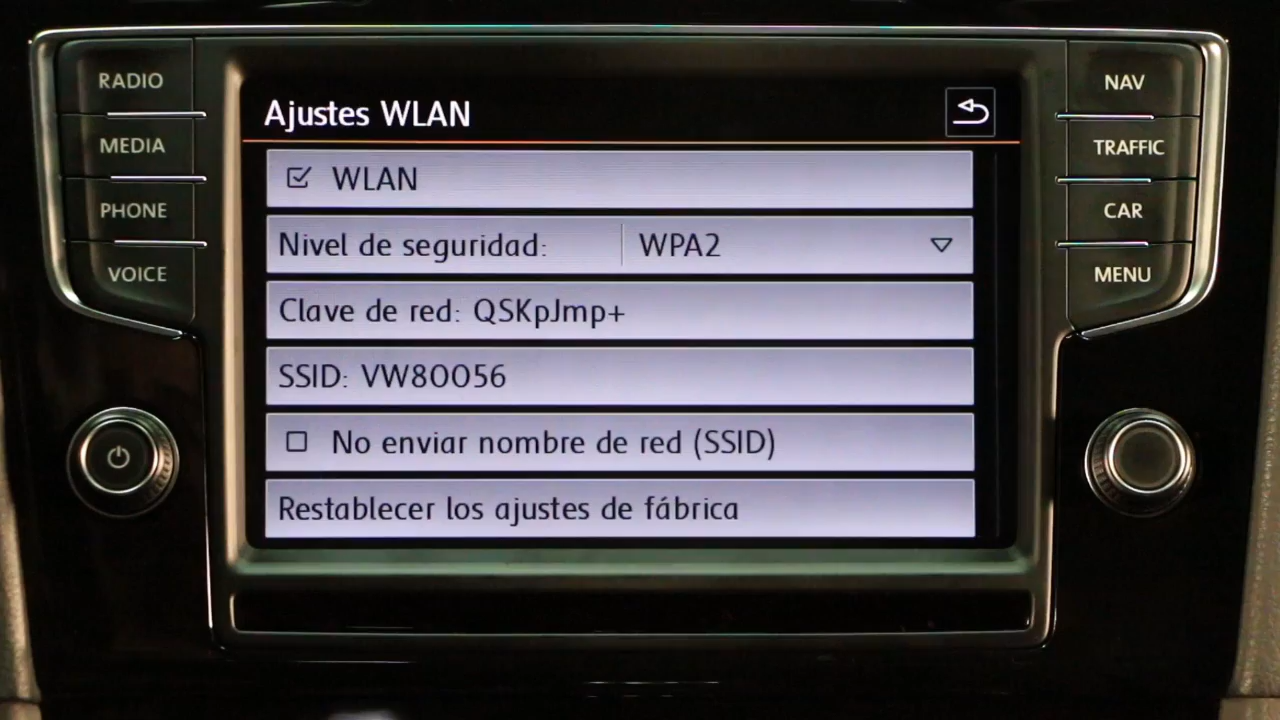 RADIO
MEDIA
PHONE
VOICE
Ajustes WLAN
WLAN
Nivel de seguridad: WPA2
Clave de red: QSKpJmp+
SSID: VW80056
No enviar nombre de red (SSID)
Restablecer los ajustes de fábrica
NAV
TRAFFIC
CAR
MENU